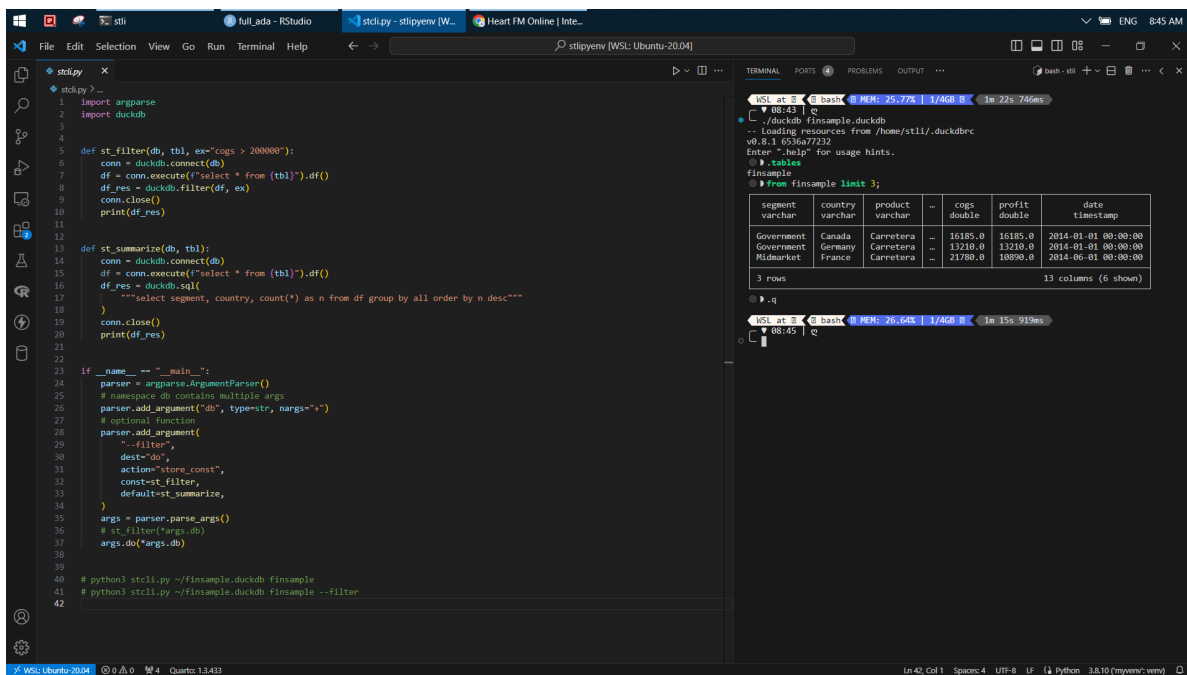 stli
full_ada - RStudio
stcli.py - stlipyenv [W...
Heart FM Online | Inte...
ENG 8:45 AM
File Edit Selection View Go Run Terminal Help
stlipyenv [WSL: Ubuntu-20.04]
stcli.py
stcli.py > ...
1 import argparse
2 import duckdb
3
4
5 def st_filter(db, tbl, ex="cogs > 200000"):
6 conn = duckdb.connect(db)
7 df = conn.execute(f"select * from {tbl}").df()
8 df_res = duckdb.filter(df, ex)
9 conn.close()
10 print(df_res)
11
12
13 def st_summarize(db, tbl):
14 conn = duckdb.connect(db)
15 df = conn.execute(f"select * from {tbl}").df()
16 df_res = duckdb.sql(
17 """select segment, country, count(*) as n from df group by all order by n desc"""
18 )
19 conn.close()
20 print(df_res)
21
22
23 if __name__ == "__main__":
24 parser = argparse.ArgumentParser()
25 # namespace db contains multiple args
26 parser.add_argument("db", type=str, nargs="+")
27 # optional function
28 parser.add_argument(
29 "--filter",
30 dest="do",
31 action="store_const",
32 const=st_filter,
33 default=st_summarize,
34 )
35 args = parser.parse_args()
36 # st_filter(*args.db)
37 args.do(*args.db)
38
39
40 # python3 stcli.py ~/finsample.duckdb finsample
41 # python3 stcli.py ~/finsample.duckdb finsample --filter
42
TERMINAL PORTS 4 PROBLEMS OUTPUT ...
bash - stli
WSL at bash MEM: 25.77% | 1/4GB 1m 22s 746ms
08:43 |
./duckdb finsample.duckdb
-- Loading resources from /home/stli/.duckdbrc
v0.8.1 6536a77232
Enter ".help" for usage hints.
.tables
finsample
from finsample limit 3;
segment country product … cogs profit date
varchar varchar varchar double double timestamp
Government Canada Carretera … 16185.0 16185.0 2014-01-01 00:00:00
Government Germany Carretera … 13210.0 13210.0 2014-01-01 00:00:00
Midmarket France Carretera … 21780.0 10890.0 2014-06-01 00:00:00
3 rows 13 columns (6 shown)
.q
WSL at bash MEM: 26.64% | 1/4GB 1m 15s 919ms
08:45 |
WSL: Ubuntu-20.04 0 0 4 Quarto: 1.3.433
Ln 42, Col 1 Spaces: 4 UTF-8 LF Python 3.8.10 ('myvenv': venv)